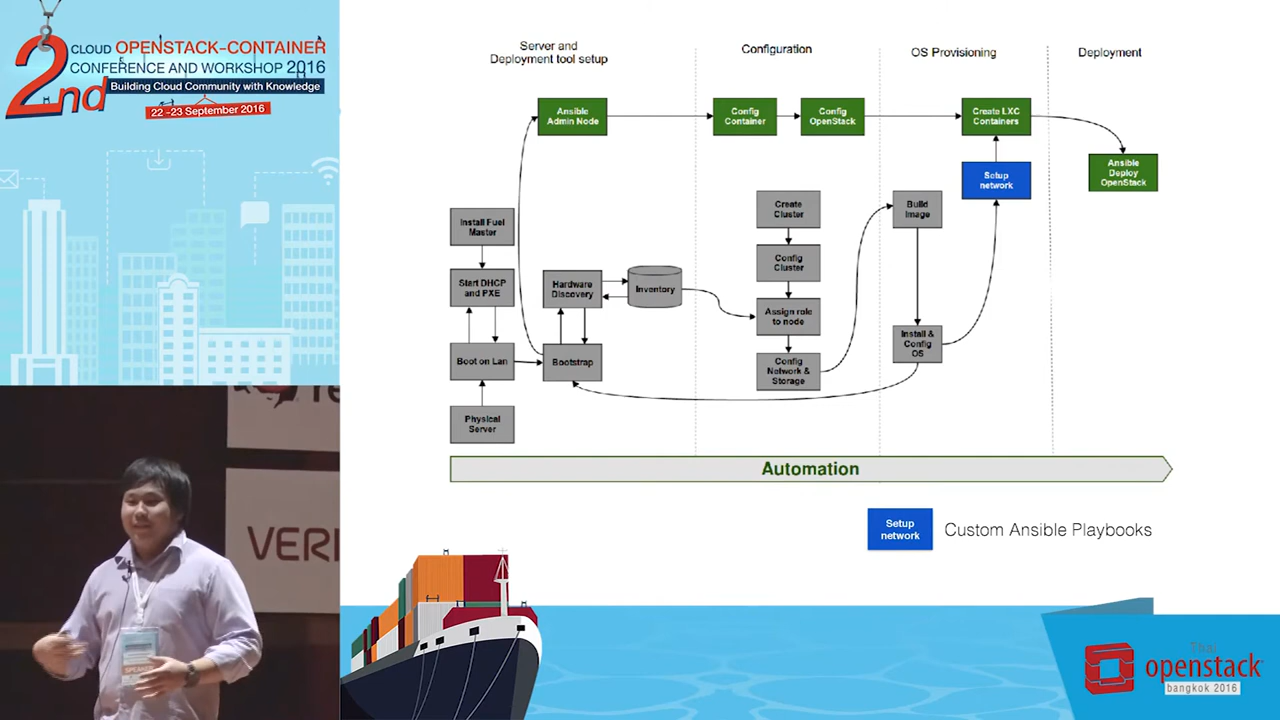 2nd
CLOUD OPENSTACK-CONTAINER
CONFERENCE AND WORKSHOP 2016
Building Cloud Community with Knowledge
22 -23 September 2016
Server and
Deployment tool setup
Configuration
OS Provisioning
Deployment
Ansible
Admin Node
Config
Container
Config
OpenStack
Create LXC
Containers
Ansible
Deploy
OpenStack
Setup
network
Install Fuel
Master
Create
Cluster
Build
Image
Start DHCP
and PXE
Hardware
Discovery
Inventory
Config
Cluster
Assign role
to node
Boot on Lan
Bootstrap
Config
Network &
Storage
Install &
Config
OS
Physical
Server
Automation
Setup
network
Custom Ansible Playbooks
VERI
SPEAKER
Thai
openstack
bangkok 2016